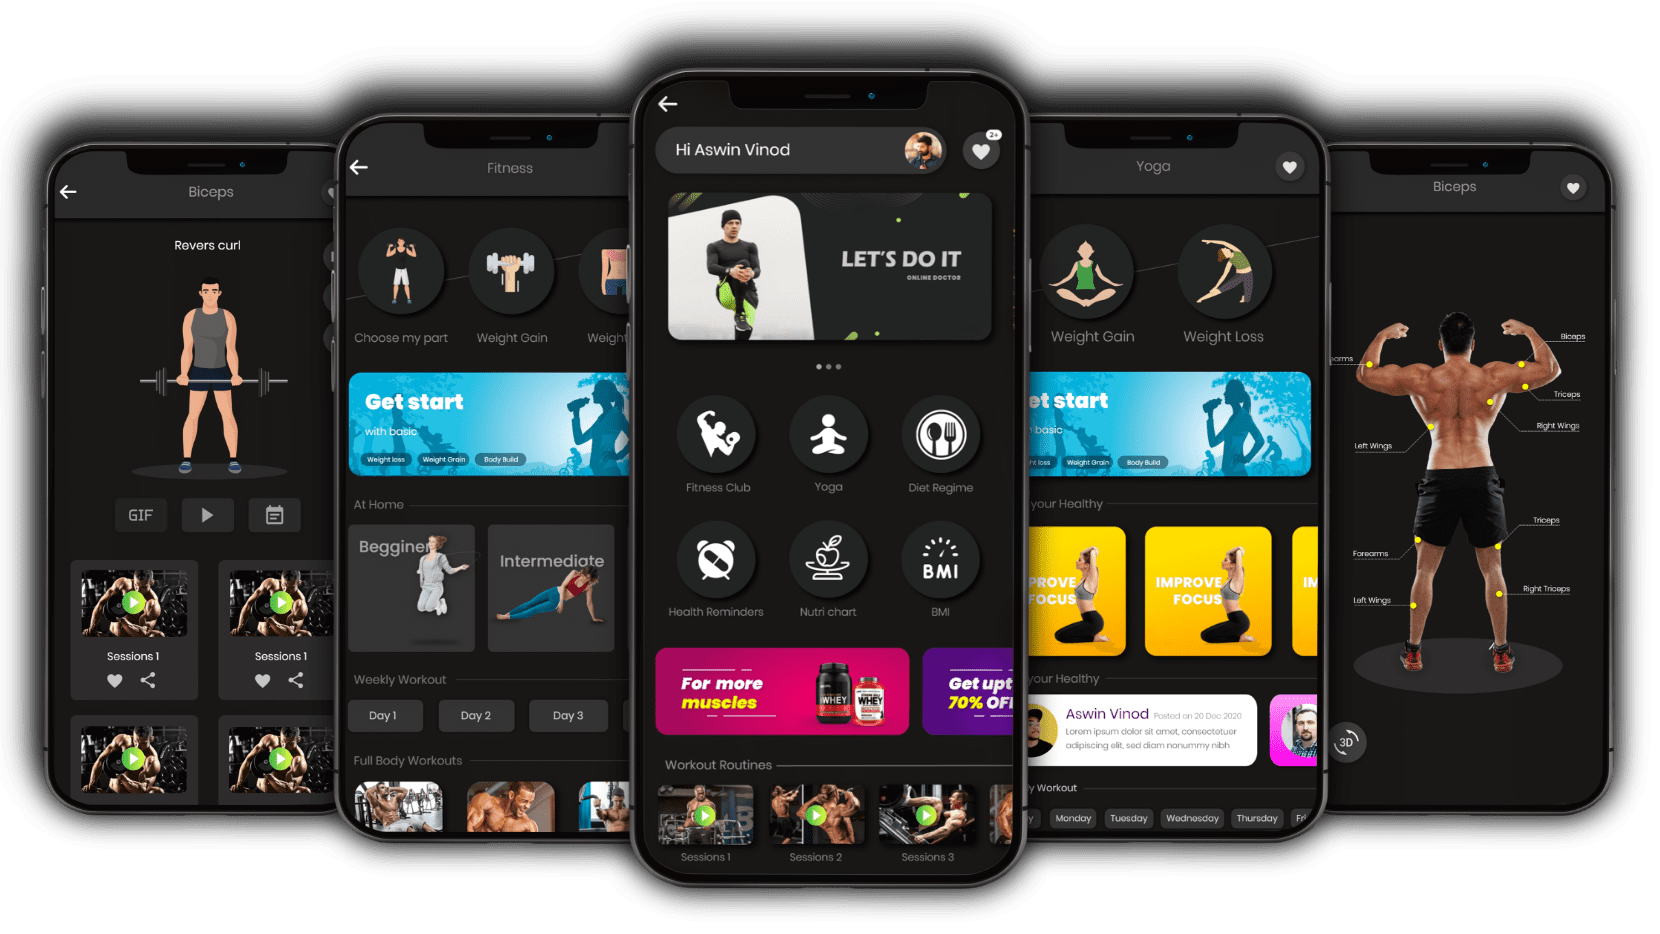 Biceps
Revers curl
GIF
Sessions 1
Sessions 1
Fitness
Choose my part
Weight Gain
Weight
Get start
with basic
Weight loss
Weight Grain
Body Build
At Home
Begginer
Intermediate
Weekly Workout
Day 1
Day 2
Day 3
Full Body Workouts
Hi Aswin Vinod
2+
LET'S DO IT
ONLINE DOCTOR
Fitness Club
Yoga
Diet Regime
BMI
Health Reminders
Nutri chart
BMI
For more
muscles
WHEY
WHEY
Get upt
70% OF
Workout Routines
Sessions 1
Sessions 2
Sessions 3
Yoga
Weight Gain
Weight Loss
et start
basic
loss
Weight Grain
Body Build
your Healthy
PROVE
FOCUS
IMPROVE
FOCUS
IM
your Healthy
Aswin Vinod Posted on 20 Dec 2020
Lorem ipsum dolor sit amet, consectetuer
adipiscing elit, sed diam nonummy nibh
y Workout
y
Monday
Tuesday
Wednesday
Thursday
Fri
Biceps
Biceps
arms
Triceps
Right Wings
Left Wings
Triceps
Forearms
Right Triceps
Left Wings
3D